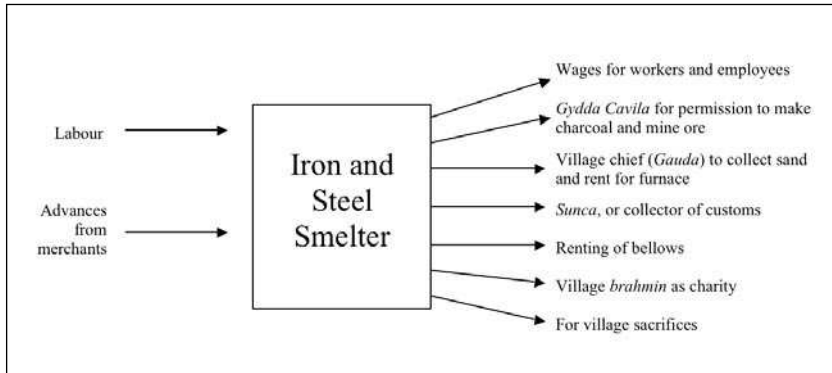 Labour
Advances
from
merchants
Iron and
Steel
Smelter
Wages for workers and employees
Gydda Cavila for permission to make
charcoal and mine ore
Village chief (Gauda) to collect sand
and rent for furnace
Sunca, or collector of customs
Renting of bellows
Village brahmin as charity
For village sacrifices